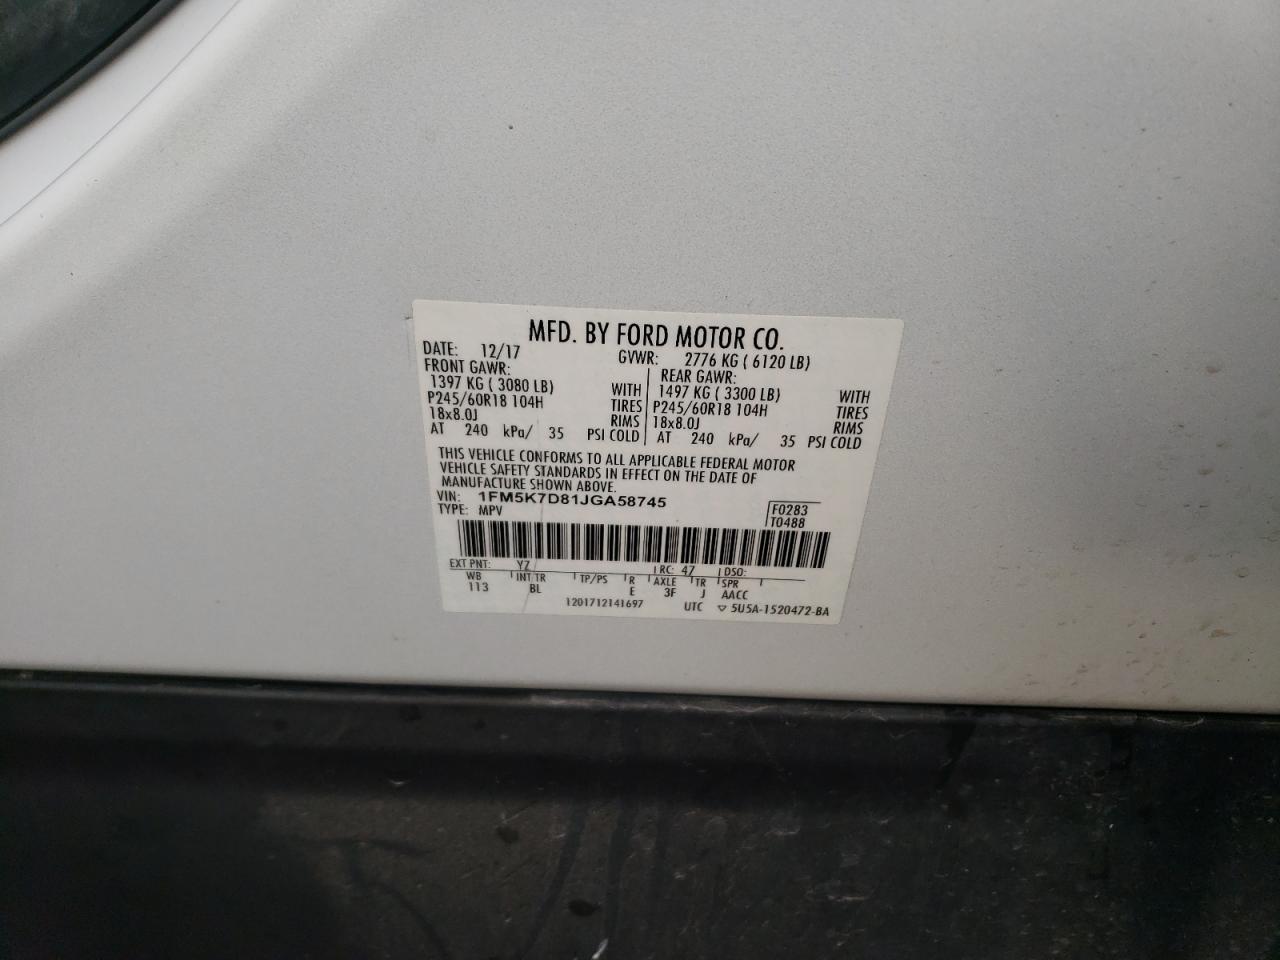 MFD. BY FORD MOTOR CO.
DATE: 12/17 GVWR: 2776 KG ( 6120 LB)
FRONT GAWR: REAR GAWR:
1397 KG ( 3080 LB) WITH 1497 KG ( 3300 LB) WITH
P245/60R18 104H TIRES P245/60R18 104H TIRES
18x8.0J RIMS 18x8.0J RIMS
AT 240 kPa/ 35 PSI COLD AT 240 kPa/ 35 PSI COLD
THIS VEHICLE CONFORMS TO ALL APPLICABLE FEDERAL MOTOR
VEHICLE SAFETY STANDARDS IN EFFECT ON THE DATE OF
MANUFACTURE SHOWN ABOVE.
VIN: 1FM5K7D81JGA58745 F0283
TYPE: MPV T0488
EXT PNT: YZ RC: 47 DSO:
WB INT TR TP/PS R AXLE TR SPR
113 BL E 3F J AACC
1201712141697 UTC ▽ 5U5A-1520472-BA